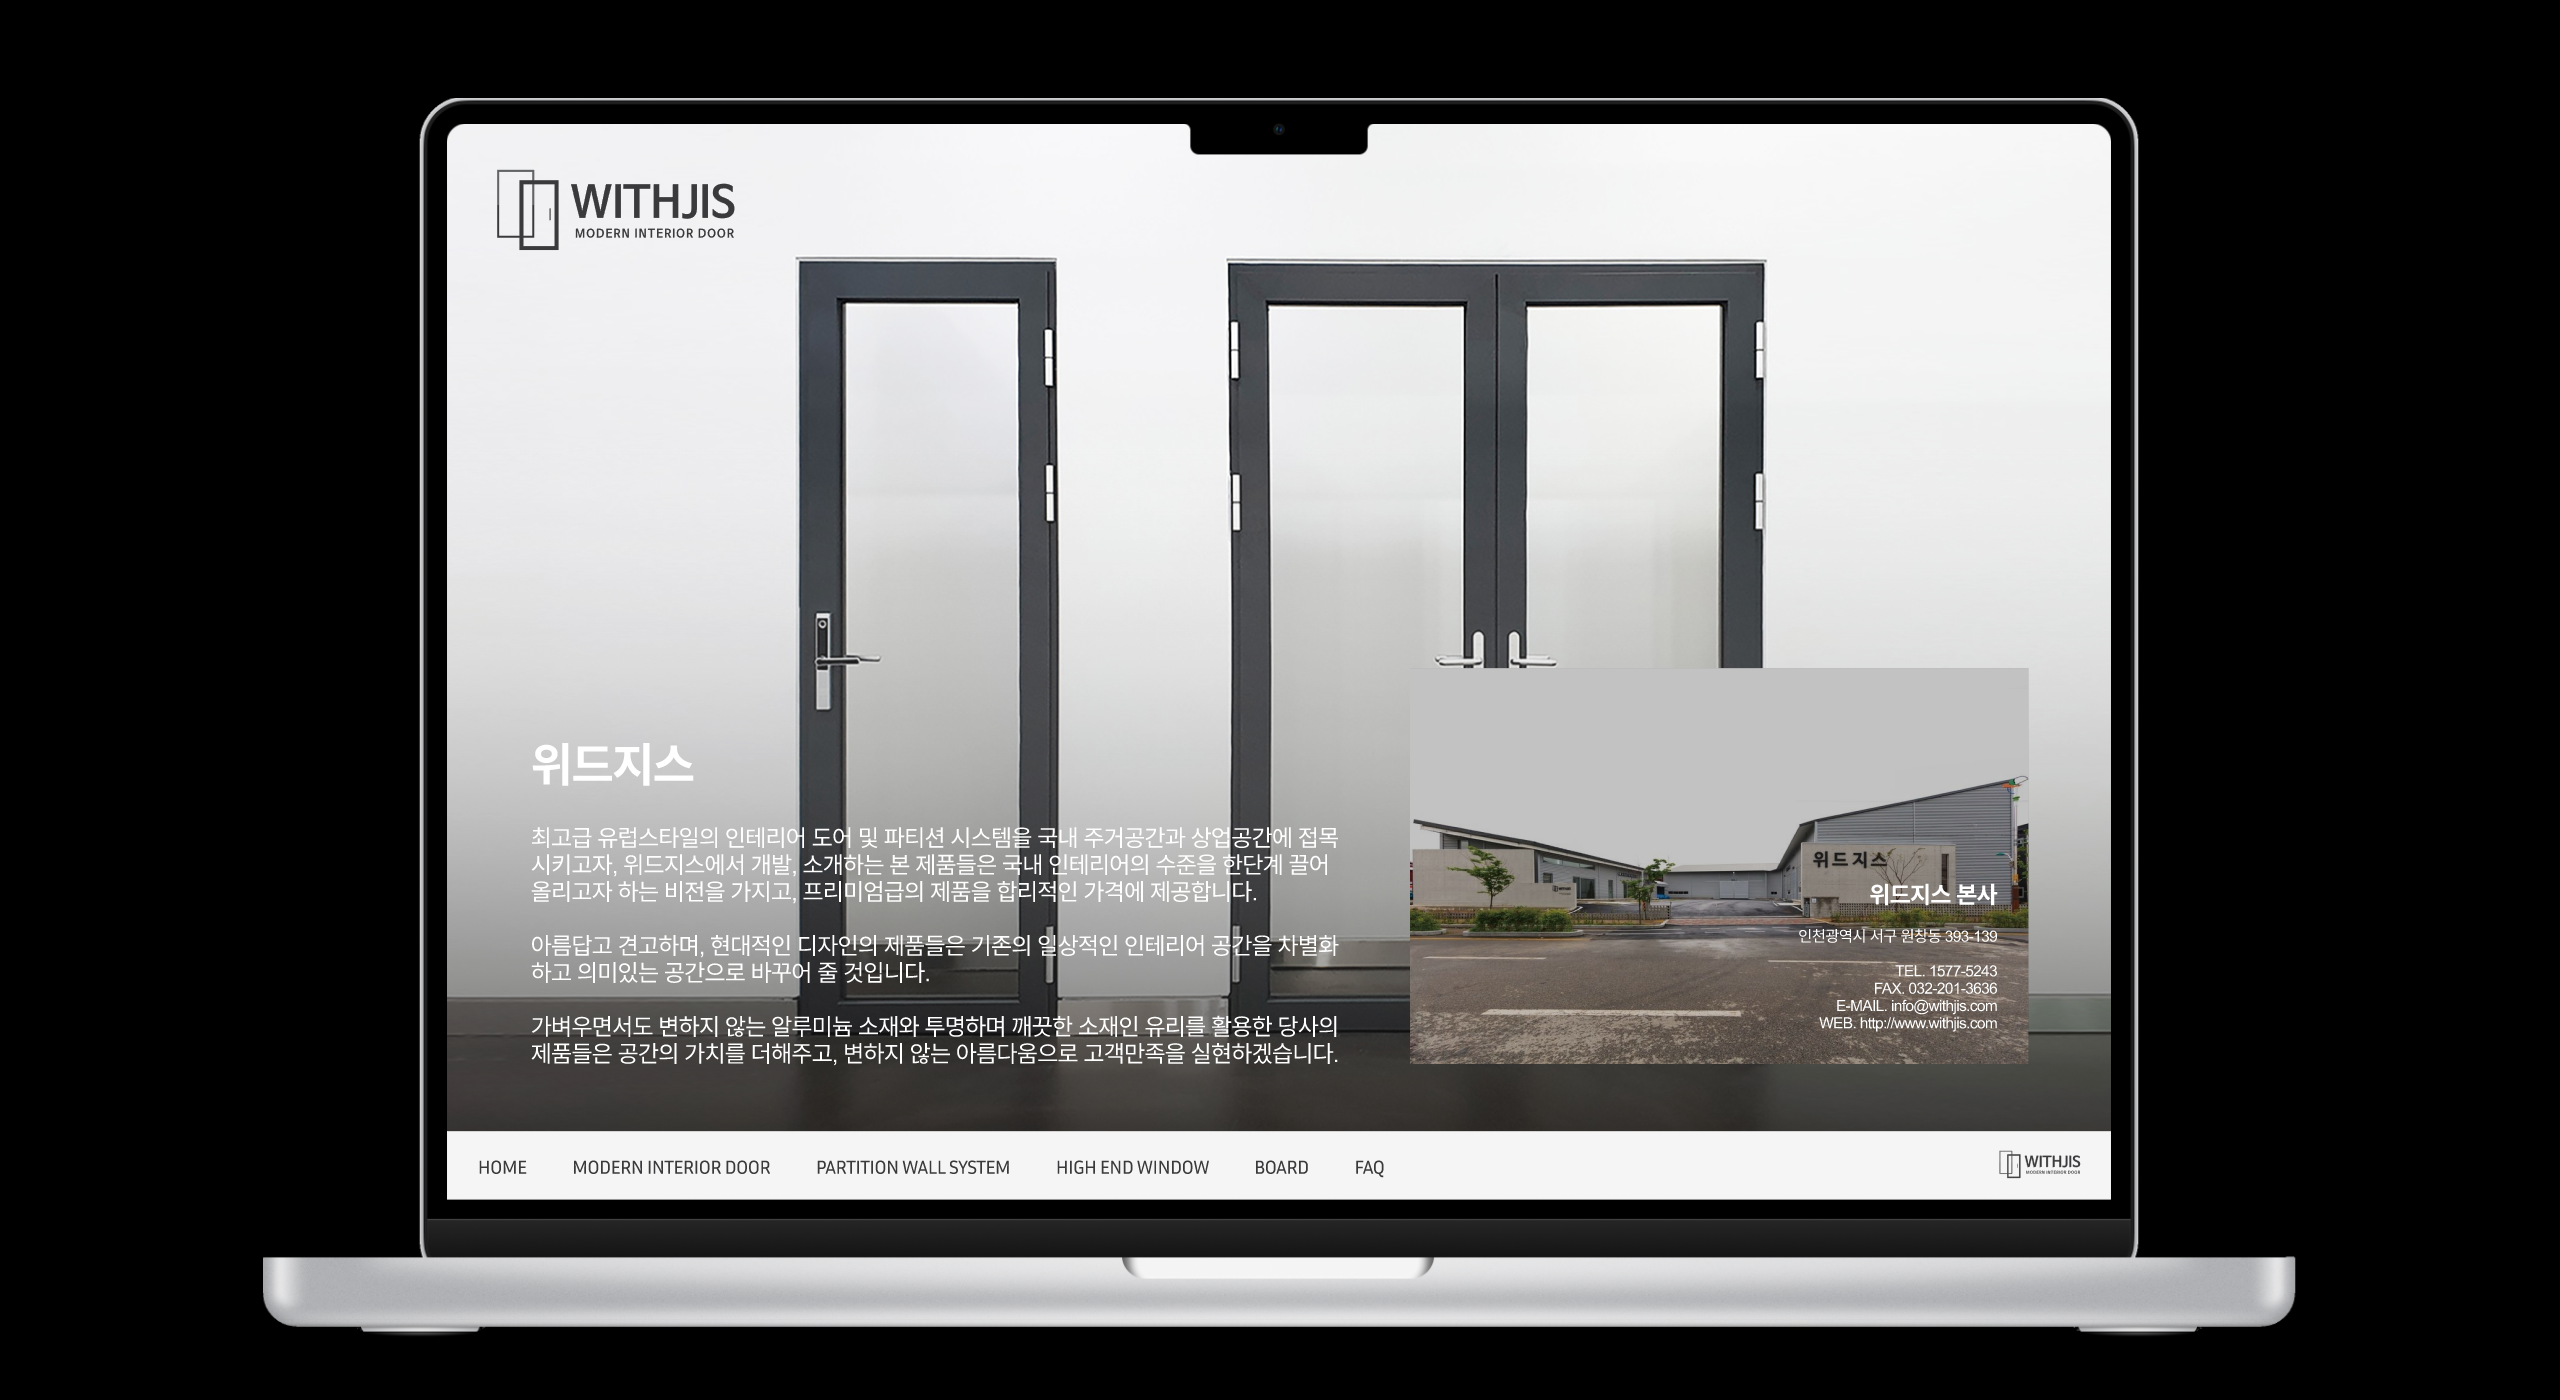 WITHJIS
MODERN INTERIOR DOOR
위드지스
최고급 유럽스타일의 인테리어 도어 및 파티션 시스템을 국내 주거공간과 상업공간에 접목
시키고자, 위드지스에서 개발, 소개하는 본 제품들은 국내 인테리어의 수준을 한단계 끌어
올리고자 하는 비전을 가지고, 프리미엄급의 제품을 합리적인 가격에 제공합니다.
아름답고 견고하며, 현대적인 디자인의 제품들은 기존의 일상적인 인테리어 공간을 차별화
하고 의미있는 공간으로 바꾸어 줄 것입니다.
가벼우면서도 변하지 않는 알루미늄 소재와 투명하며 깨끗한 소재인 유리를 활용한 당사의
제품들은 공간의 가치를 더해주고, 변하지 않는 아름다움으로 고객만족을 실현하겠습니다.
위드지스
위드지스 본사
인천광역시 서구 원창동 393-139
TEL. 1577-5243
FAX. 032-201-3636
E-MAIL. info@withjis.com
WEB. http://www.withjis.com
HOME MODERN INTERIOR DOOR PARTITION WALL SYSTEM HIGH END WINDOW BOARD FAQ
WITHJIS
MODERN INTERIOR DOOR